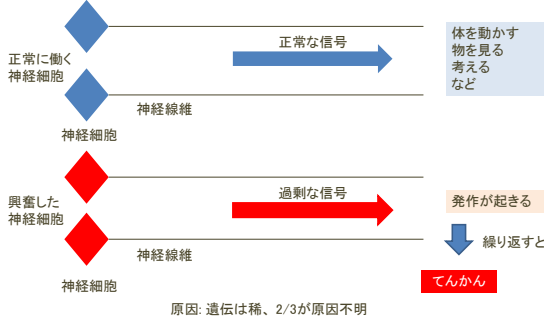 正常に働く
神経細胞
正常な信号
体を動かす
物を見る
考える
など
神経線維
神経細胞
興奮した
神経細胞
過剰な信号
発作が起きる
神経線維
繰り返すと
神経細胞
てんかん
原因: 遺伝は稀、2/3が原因不明